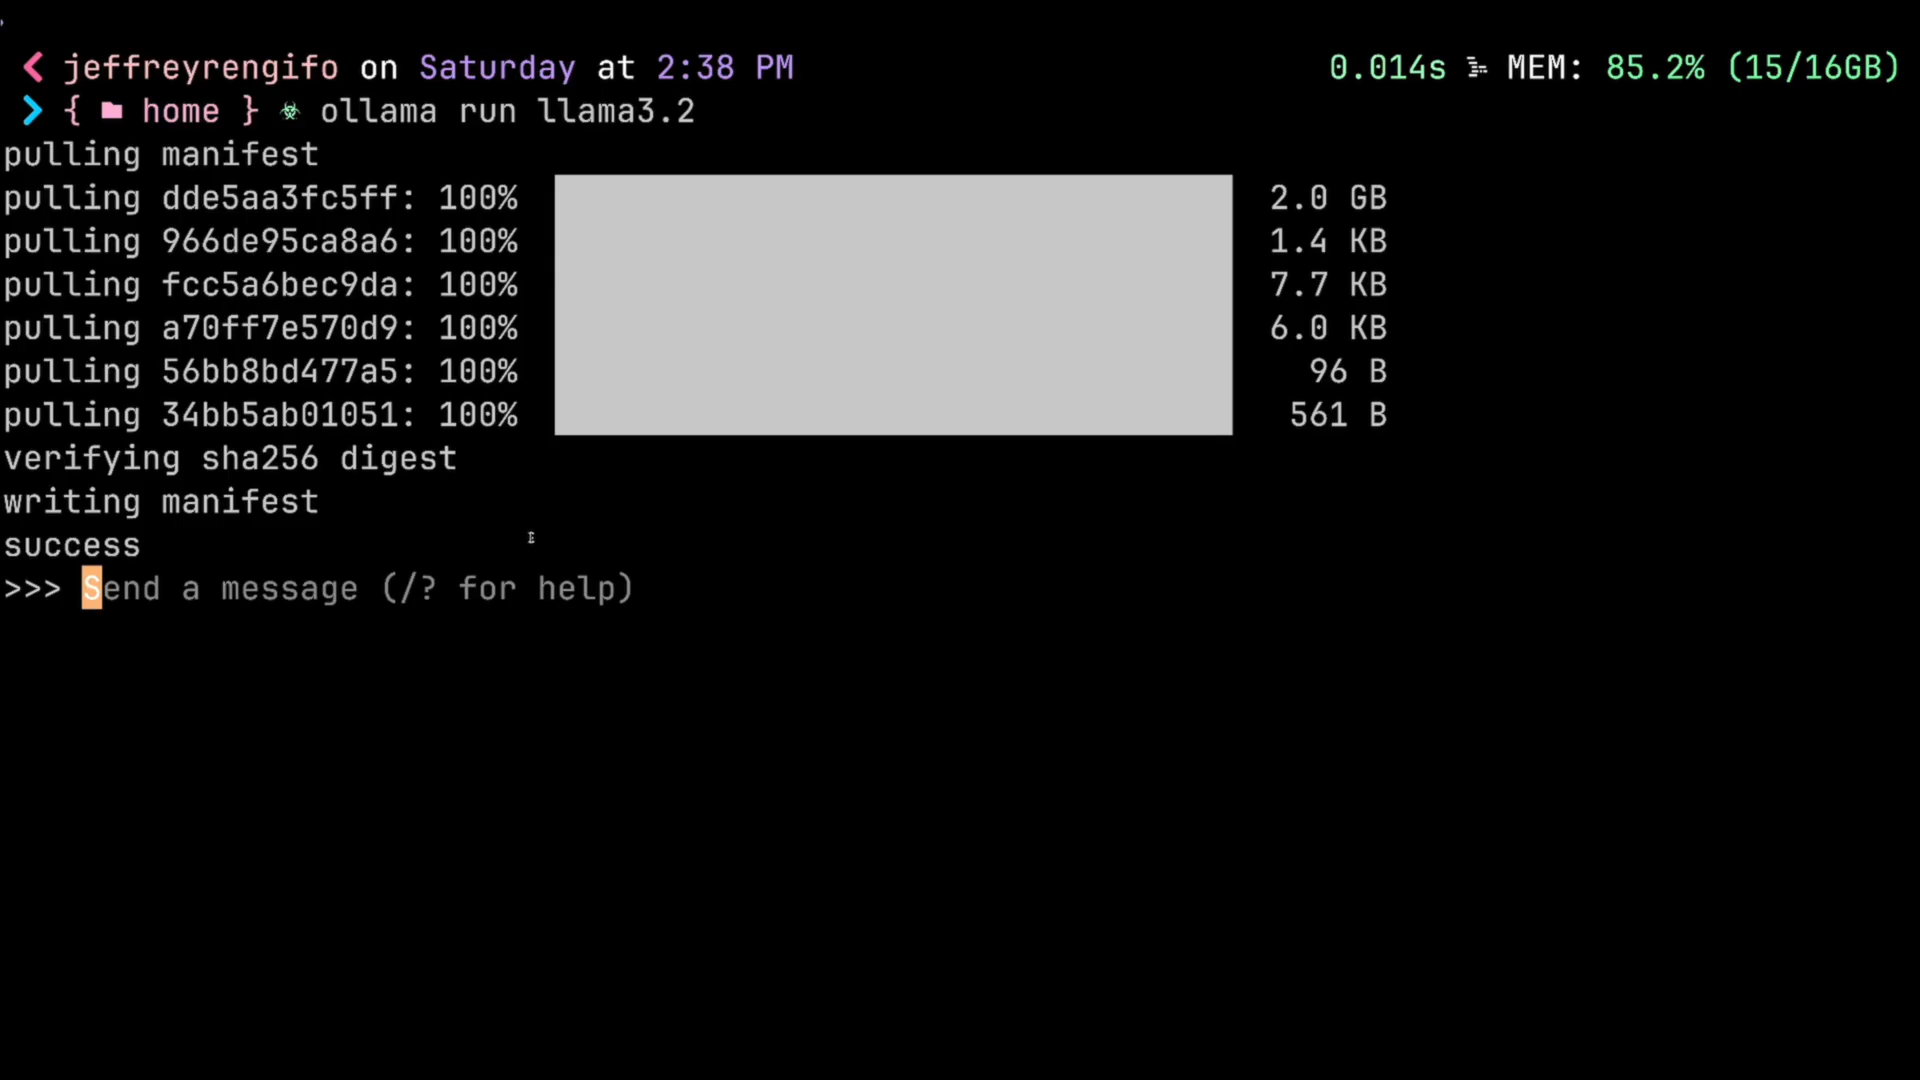 jeffreyrengifo on Saturday at 2:38 PM 0.014s MEM: 85.2% (15/16GB)
{ home } ollama run llama3.2
pulling manifest
pulling dde5aa3fc5ff: 100% 2.0 GB
pulling 966de95ca8a6: 100% 1.4 KB
pulling fcc5a6bec9da: 100% 7.7 KB
pulling a70ff7e570d9: 100% 6.0 KB
pulling 56bb8bd477a5: 100% 96 B
pulling 34bb5ab01051: 100% 561 B
verifying sha256 digest
writing manifest
success
>>> Send a message (/? for help)